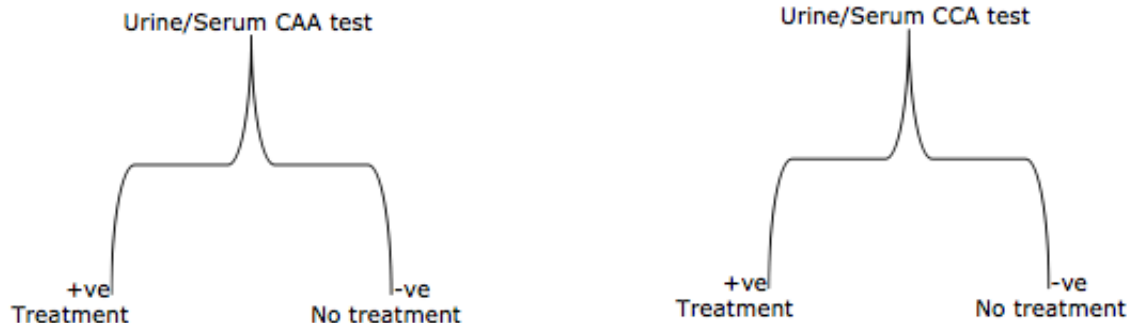 Urine/Serum CAA test
+ve
Treatment
-ve
No treatment
Urine/Serum CCA test
+ve
Treatment
-ve
No treatment